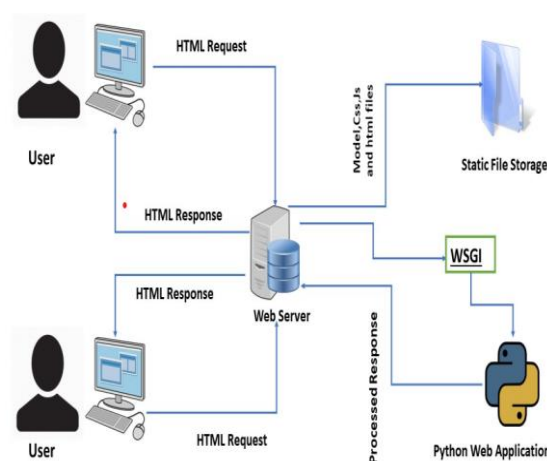 HTML Request
Model,Css,Js
and html files
User
Static File Storage
HTML Response
WSGI
HTML Response
Web Server
Processed Response
User
HTML Request
Python Web Application